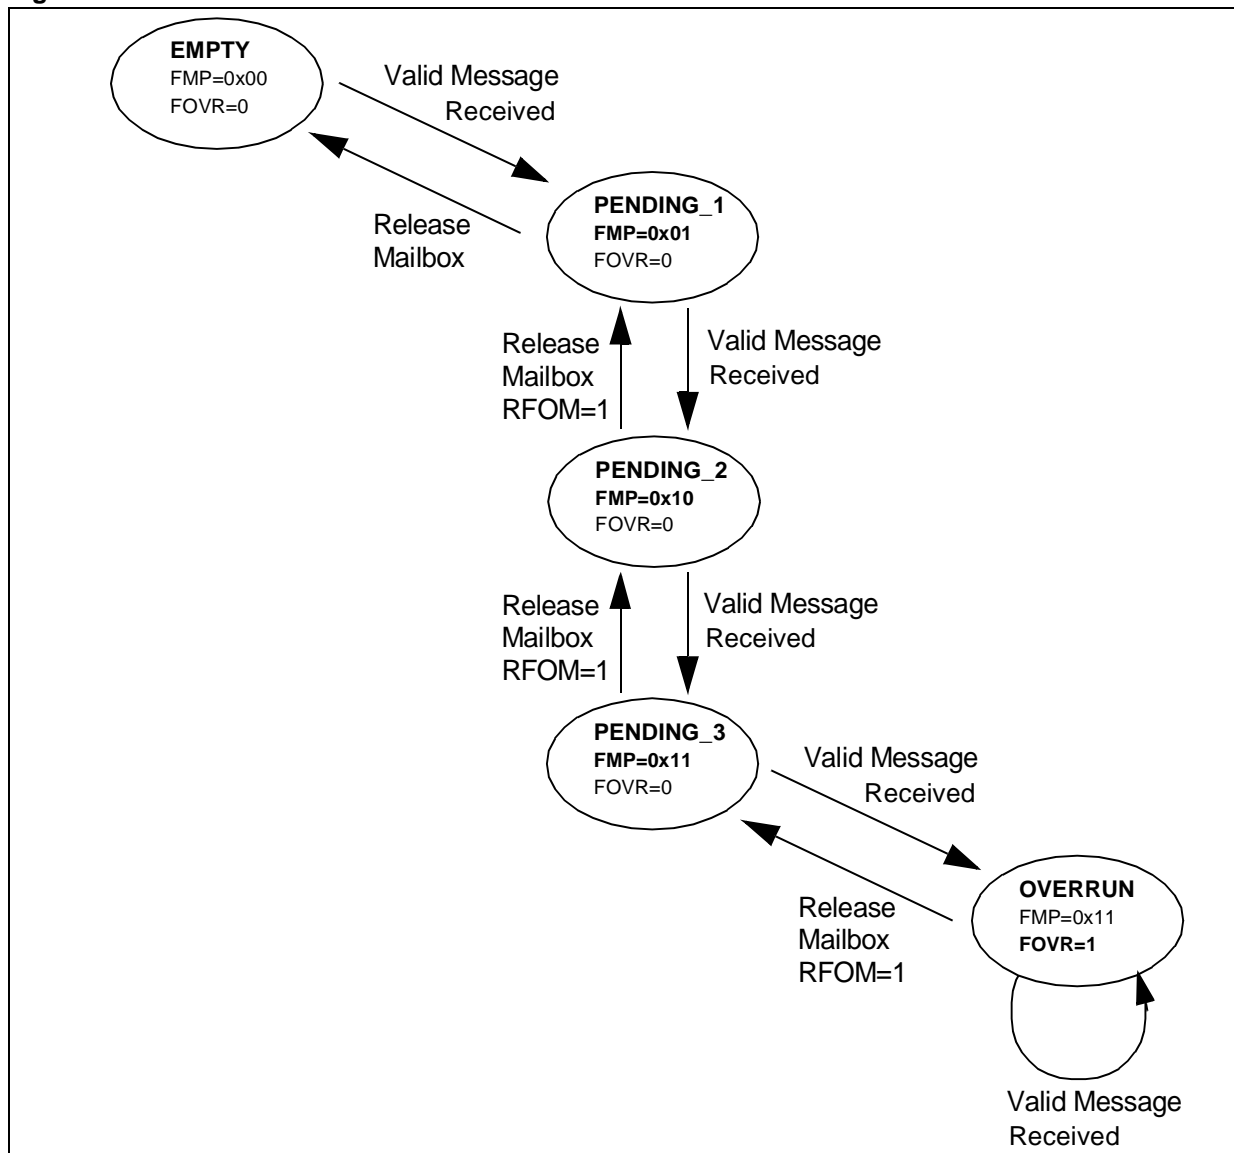 EMPTY
FMP=0x00
FOVR=0
Valid Message
Received
Release
Mailbox
PENDING_1
FMP=0x01
FOVR=0
Release
Mailbox
RFOM=1
Valid Message
Received
PENDING_2
FMP=0x10
FOVR=0
Release
Mailbox
RFOM=1
Valid Message
Received
PENDING_3
FMP=0x11
FOVR=0
Valid Message
Received
Release
Mailbox
RFOM=1
OVERRUN
FMP=0x11
FOVR=1
Valid Message
Received